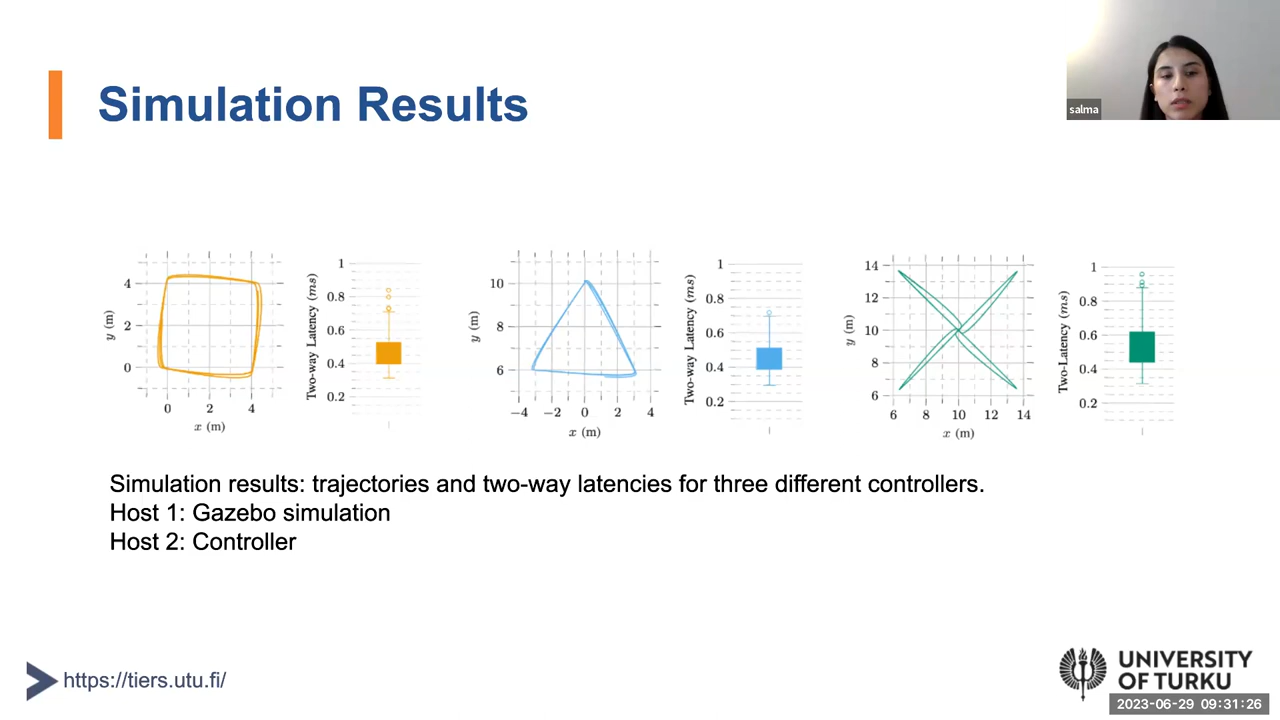 salma
Simulation Results
4
2
0
0 2 4
y (m)
x (m)
1
0.8
0.6
0.4
0.2
Two-way Latency (ms)
10
8
6
−4 −2 0 2 4
y (m)
x (m)
1
0.8
0.6
0.4
0.2
Two-way Latency (ms)
14
12
10
8
6
6 8 10 12 14
y (m)
x (m)
1
0.8
0.6
0.4
0.2
Two-Latency (ms)
Simulation results: trajectories and two-way latencies for three different controllers.
Host 1: Gazebo simulation
Host 2: Controller
https://tiers.utu.fi/
UNIVERSITY
OF TURKU
2023-06-29 09:31:26